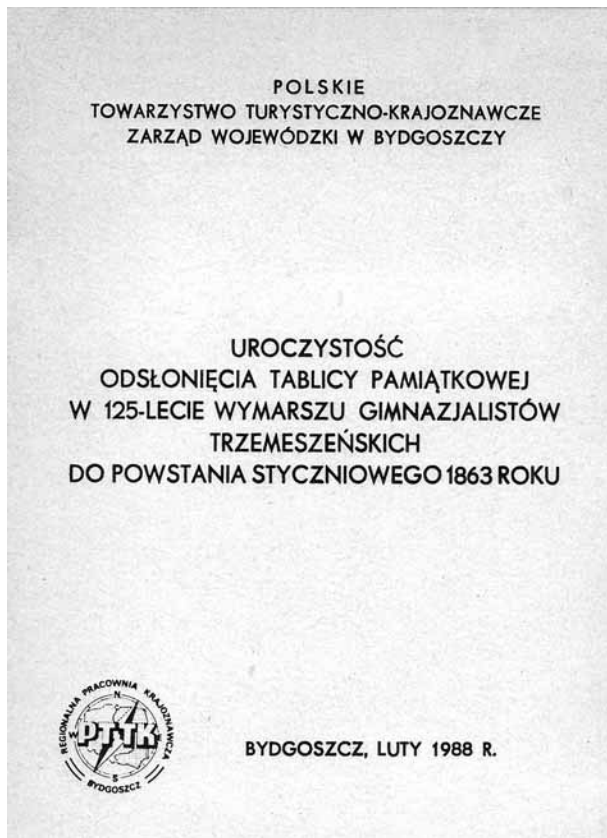 POLSKIE
TOWARZYSTWO TURYSTYCZNO-KRAJOZNAWCZE
ZARZĄD WOJEWÓDZKI W BYDGOSZCZY
UROCZYSTOŚĆ
ODSŁONIĘCIA TABLICY PAMIĄTKOWEJ
W 125-LECIE WYMARSZU GIMNAZJALISTÓW
TRZEMESZEŃSKICH
DO POWSTANIA STYCZNIOWEGO 1863 ROKU
REGIONALNA PRACOWNIA KRAJOZNAWCZA
N
W PTTK E
S
BYDGOSZCZ
BYDGOSZCZ, LUTY 1988 R.